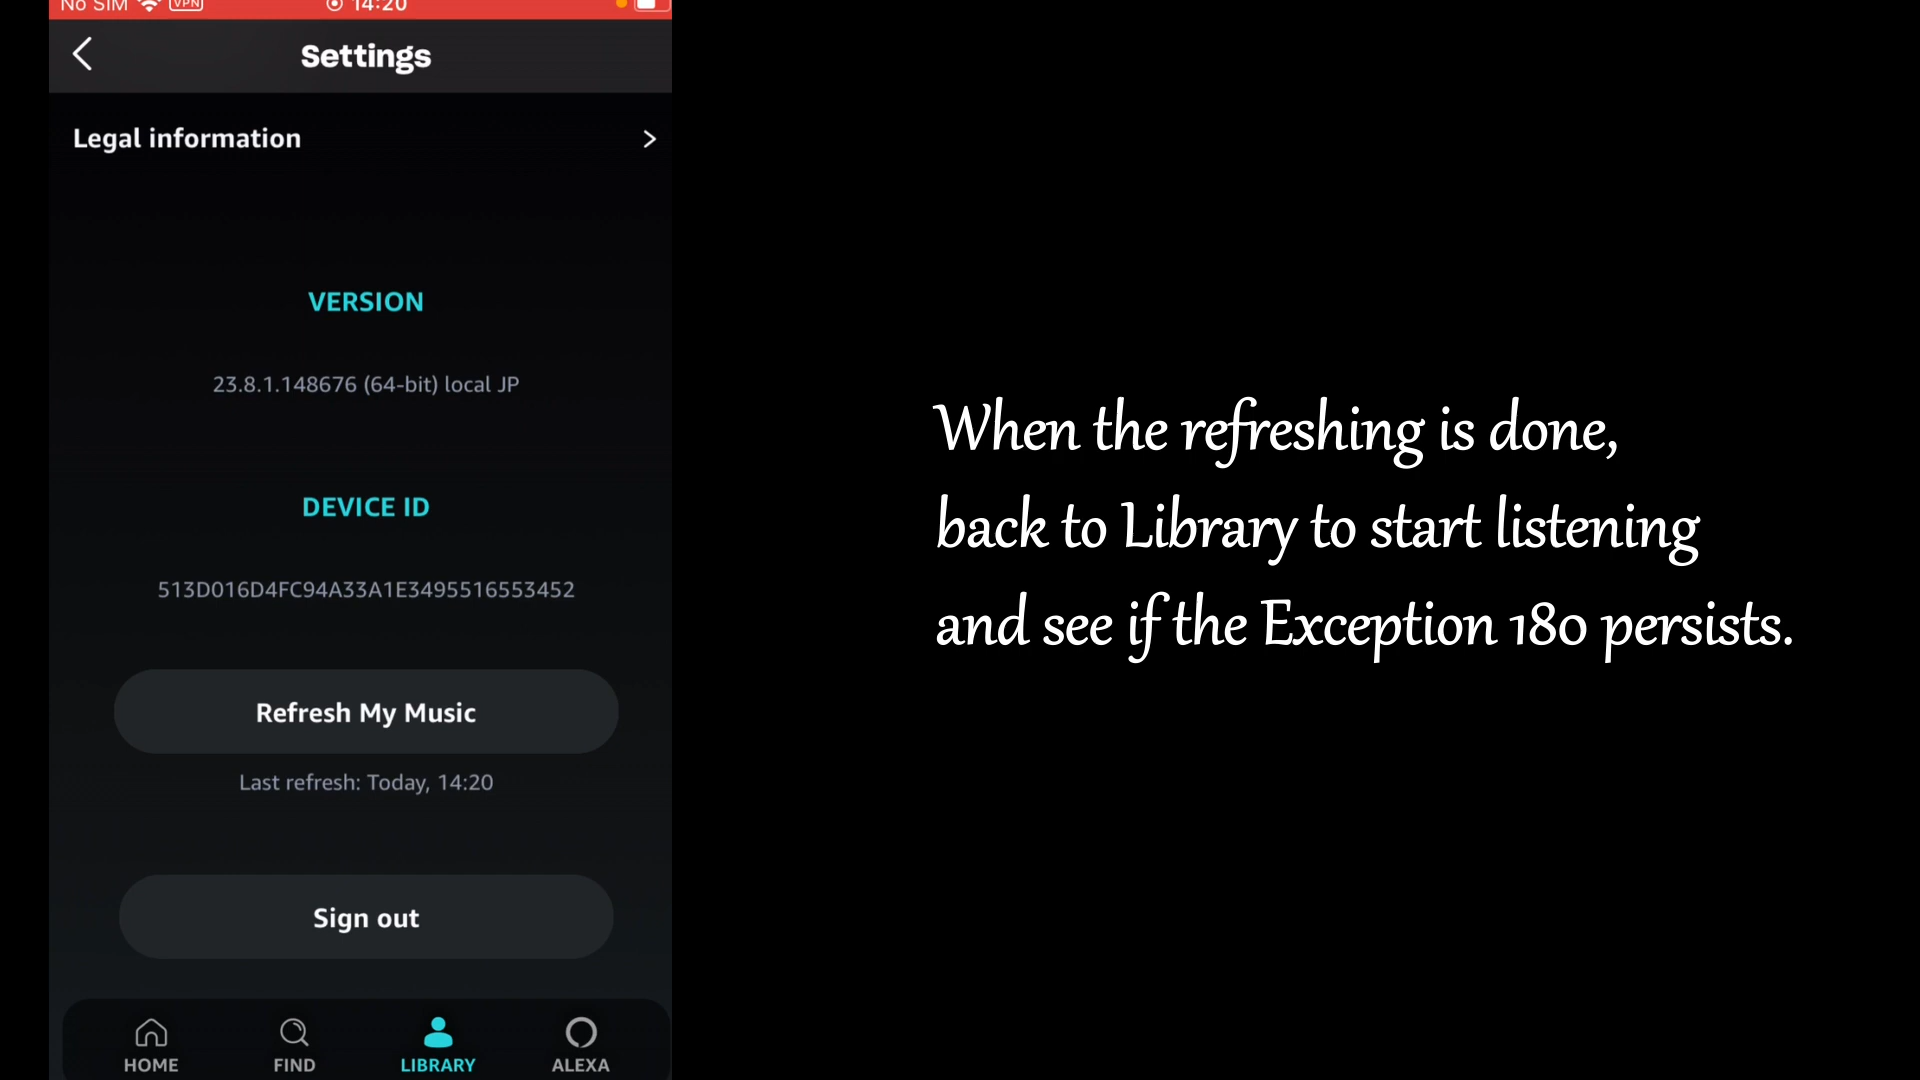 No SIM VPN 14:20
Settings
Legal information
VERSION
23.8.1.148676 (64-bit) local JP
DEVICE ID
513D016D4FC94A33A1E3495516553452
Refresh My Music
Last refresh: Today, 14:20
Sign out
HOME FIND LIBRARY ALEXA
When the refreshing is done,
back to Library to start listening
and see if the Exception 180 persists.